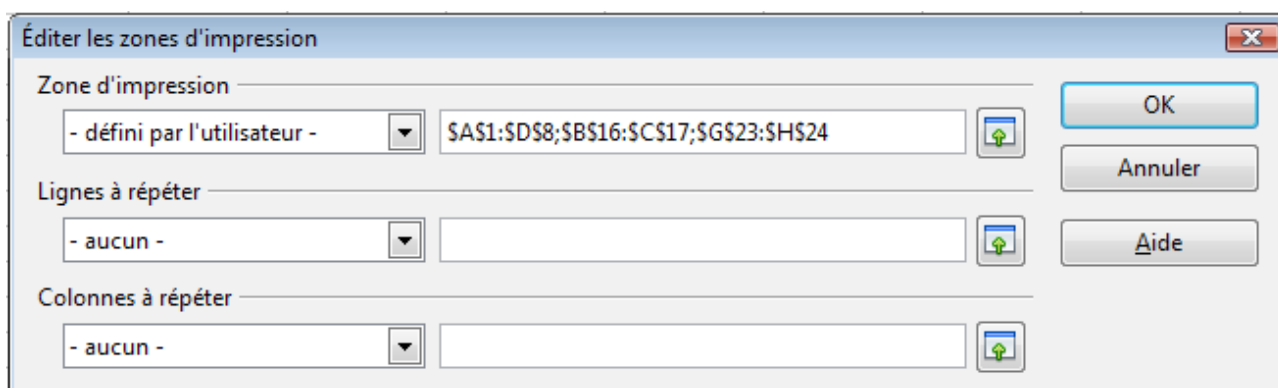 Éditer les zones d'impression
Zone d'impression
- défini par l'utilisateur - $A$1:$D$8;$B$16:$C$17;$G$23:$H$24
OK
Annuler
Lignes à répéter
- aucun -
Aide
Colonnes à répéter
- aucun -